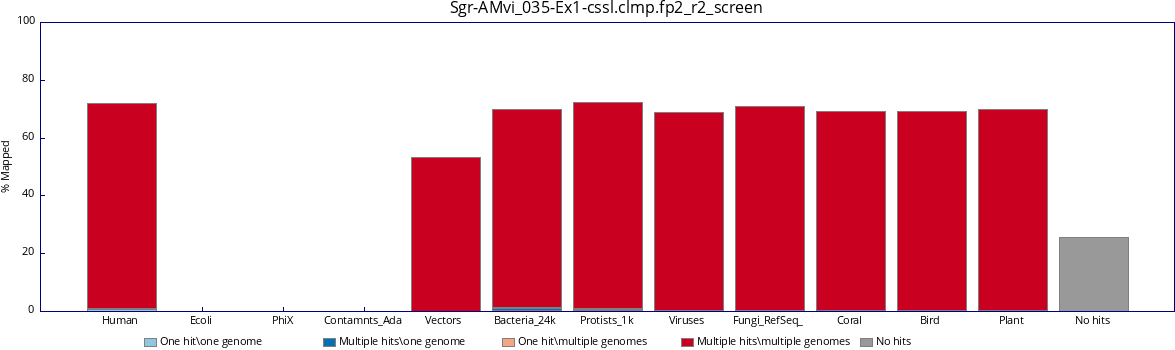 Sgr-AMvi_035-Ex1-cssl.clmp.fp2_r2_screen
100
80
60
40
20
0
% Mapped
Human Ecoli PhiX Contamnts_Ada Vectors Bacteria_24k Protists_1k Viruses Fungi_RefSeq_ Coral Bird Plant No hits
One hit\one genome Multiple hits\one genome One hit\multiple genomes Multiple hits\multiple genomes No hits